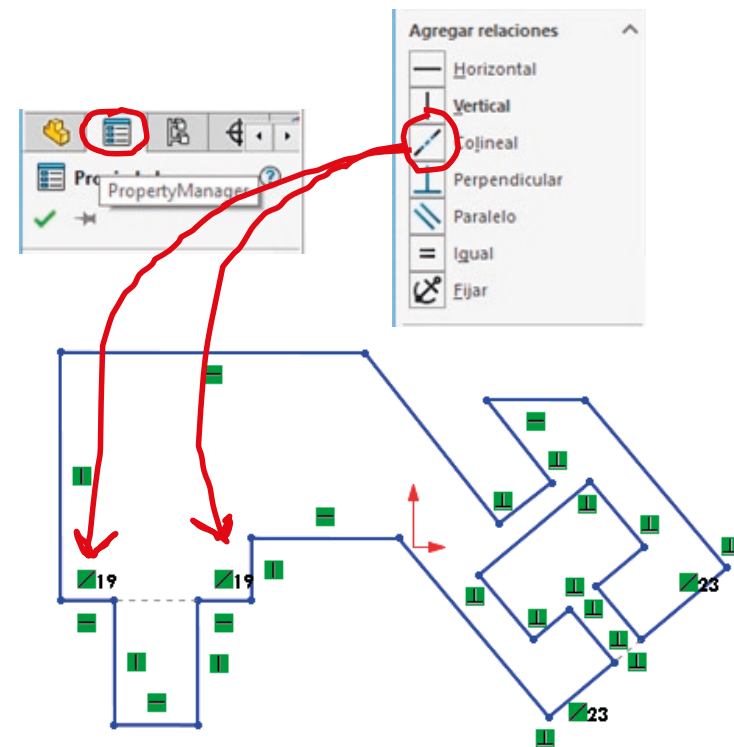 Agregar relaciones
Horizontal
Vertical
Colineal
Perpendicular
Paralelo
Igual
Fijar
PropertyManager
19
19
23
23